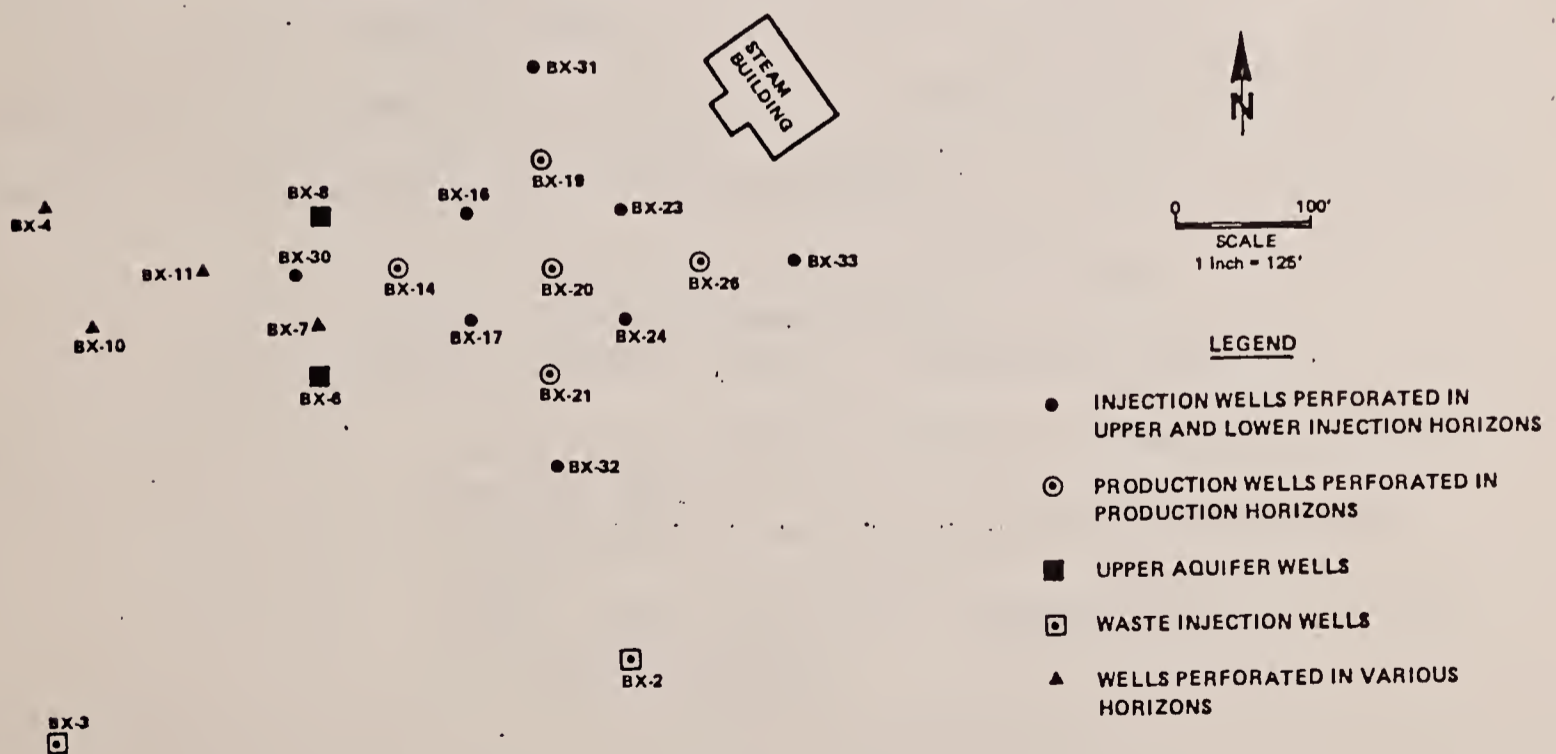 BX-31
STEAM
BUILDING
N
BX-19
BX-8
BX-16
BX-23
BX-4
0 100'
SCALE
1 Inch = 125'
BX-30
BX-11
BX-14
BX-20
BX-26
BX-33
BX-7
BX-10
BX-17
BX-24
BX-6
BX-21
LEGEND
INJECTION WELLS PERFORATED IN
UPPER AND LOWER INJECTION HORIZONS
BX-32
PRODUCTION WELLS PERFORATED IN
PRODUCTION HORIZONS
UPPER AQUIFER WELLS
WASTE INJECTION WELLS
BX-2
WELLS PERFORATED IN VARIOUS
HORIZONS
BX-3